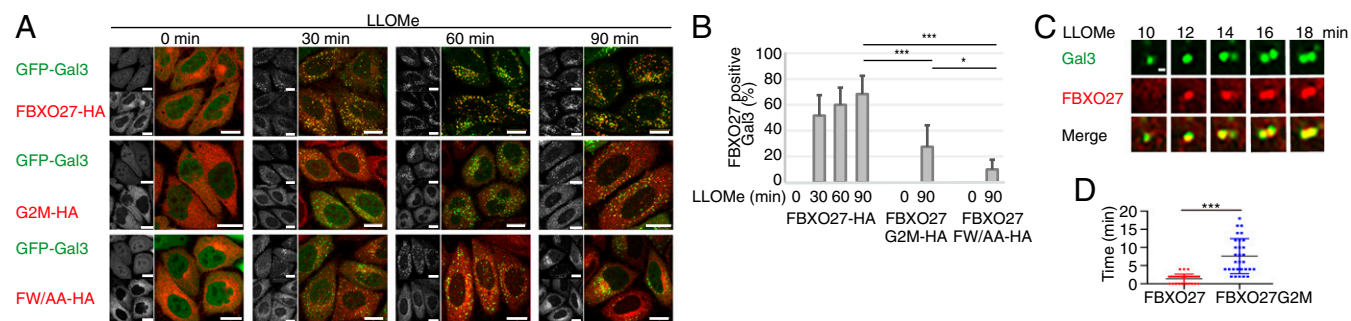 A
LLOMe
0 min 30 min 60 min 90 min
GFP-Gal3
FBXO27-HA
GFP-Gal3
G2M-HA
GFP-Gal3
FW/AA-HA
B
FBXO27 positive
Gal3 (%)
100
80
60
40
20
0
***
***
*
LLOMe (min) 0 30 60 90 0 90 0 90
FBXO27-HA FBXO27 FBXO27
G2M-HA FW/AA-HA
C
LLOMe 10 12 14 16 18 min
Gal3
FBXO27
Merge
D
Time (min)
20
15
10
5
0
***
FBXO27 FBXO27G2M